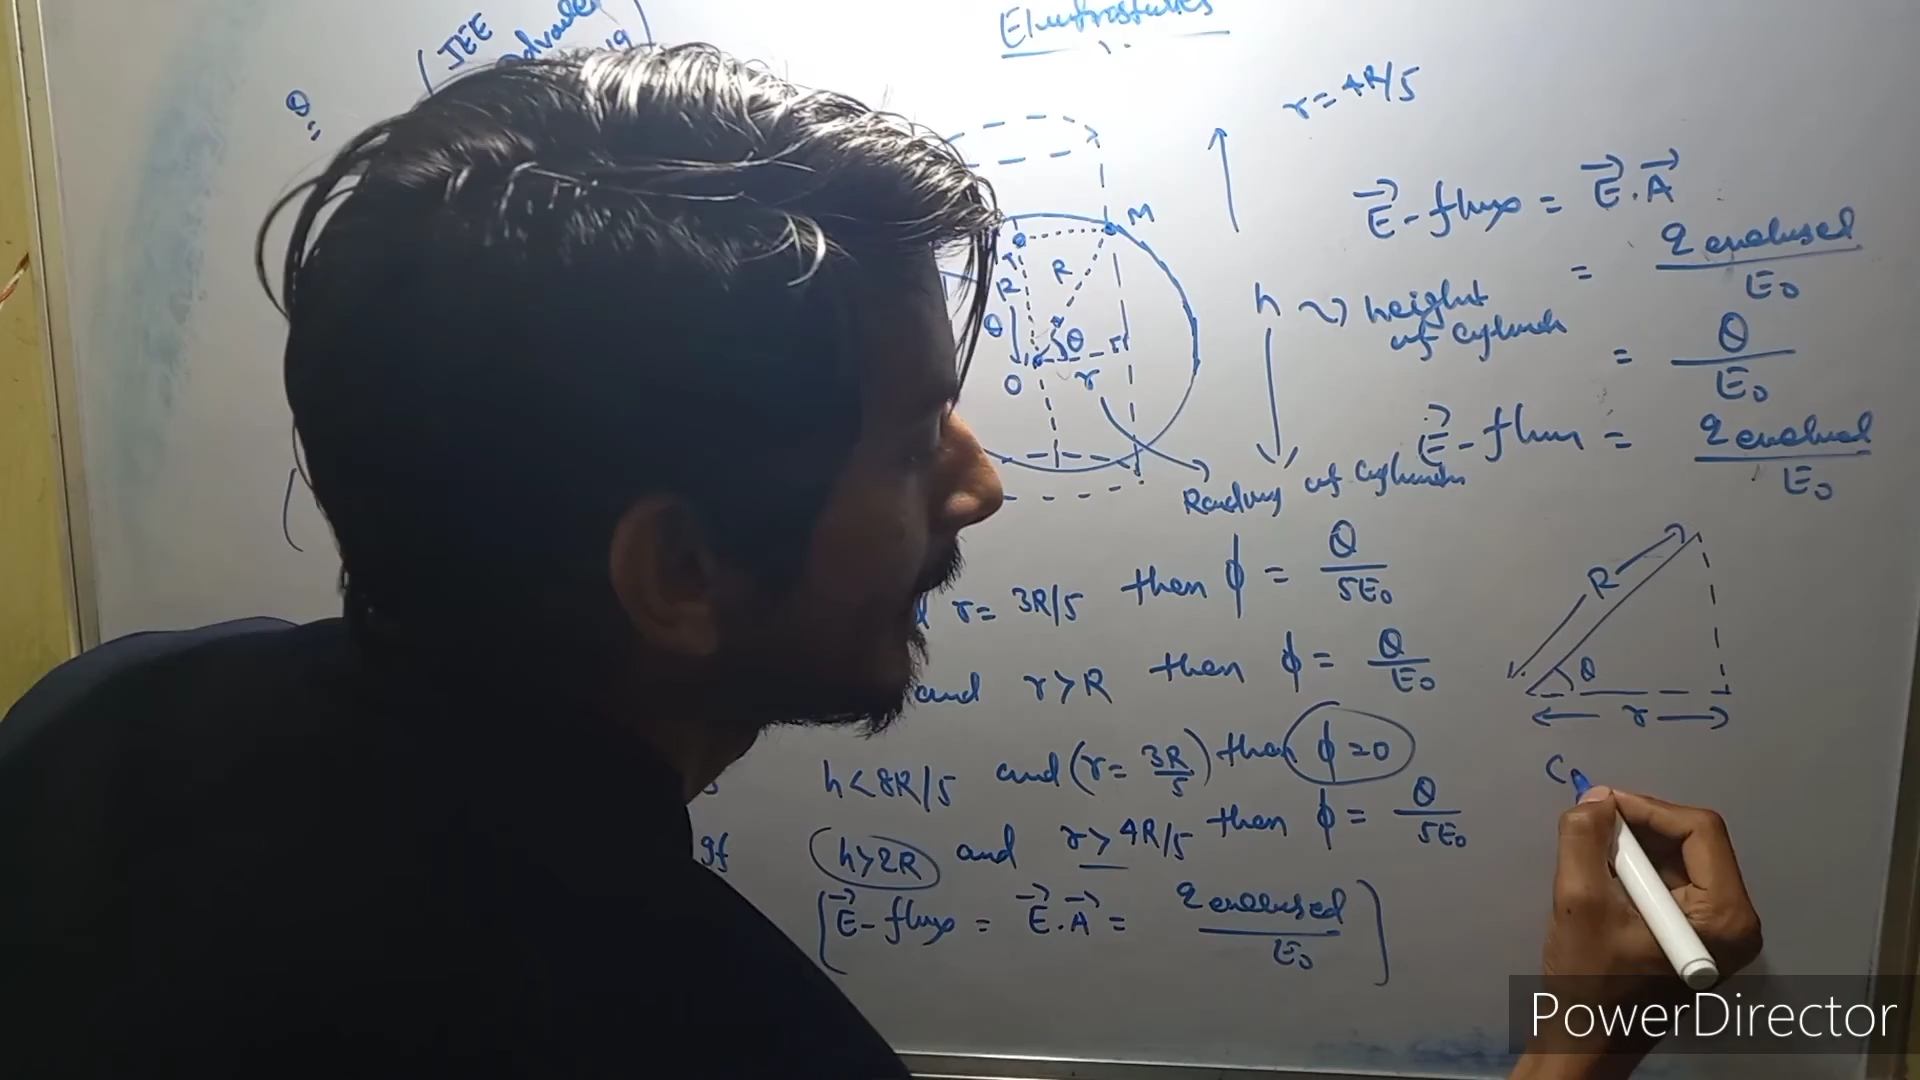 Electrostatics
JEE
Q
r = 4R/5
E - flux = E . A
= q enclosed / E0
= Q / E0
E - flux = q enclosed / E0
M
R
R
θ
θ
O
r
h ~) height
of cylinder
Radius of cylinder
r = 3R/5 then ϕ = Q / 5E0
and r > R then ϕ = Q / E0
h < 8R/5 and (r = 3R/5) then ϕ = 0
If h > 2R and r > 4R/5 then ϕ = Q / 5E0
[E - flux = E . A = q enclosed / E0]
R
θ
r
PowerDirector